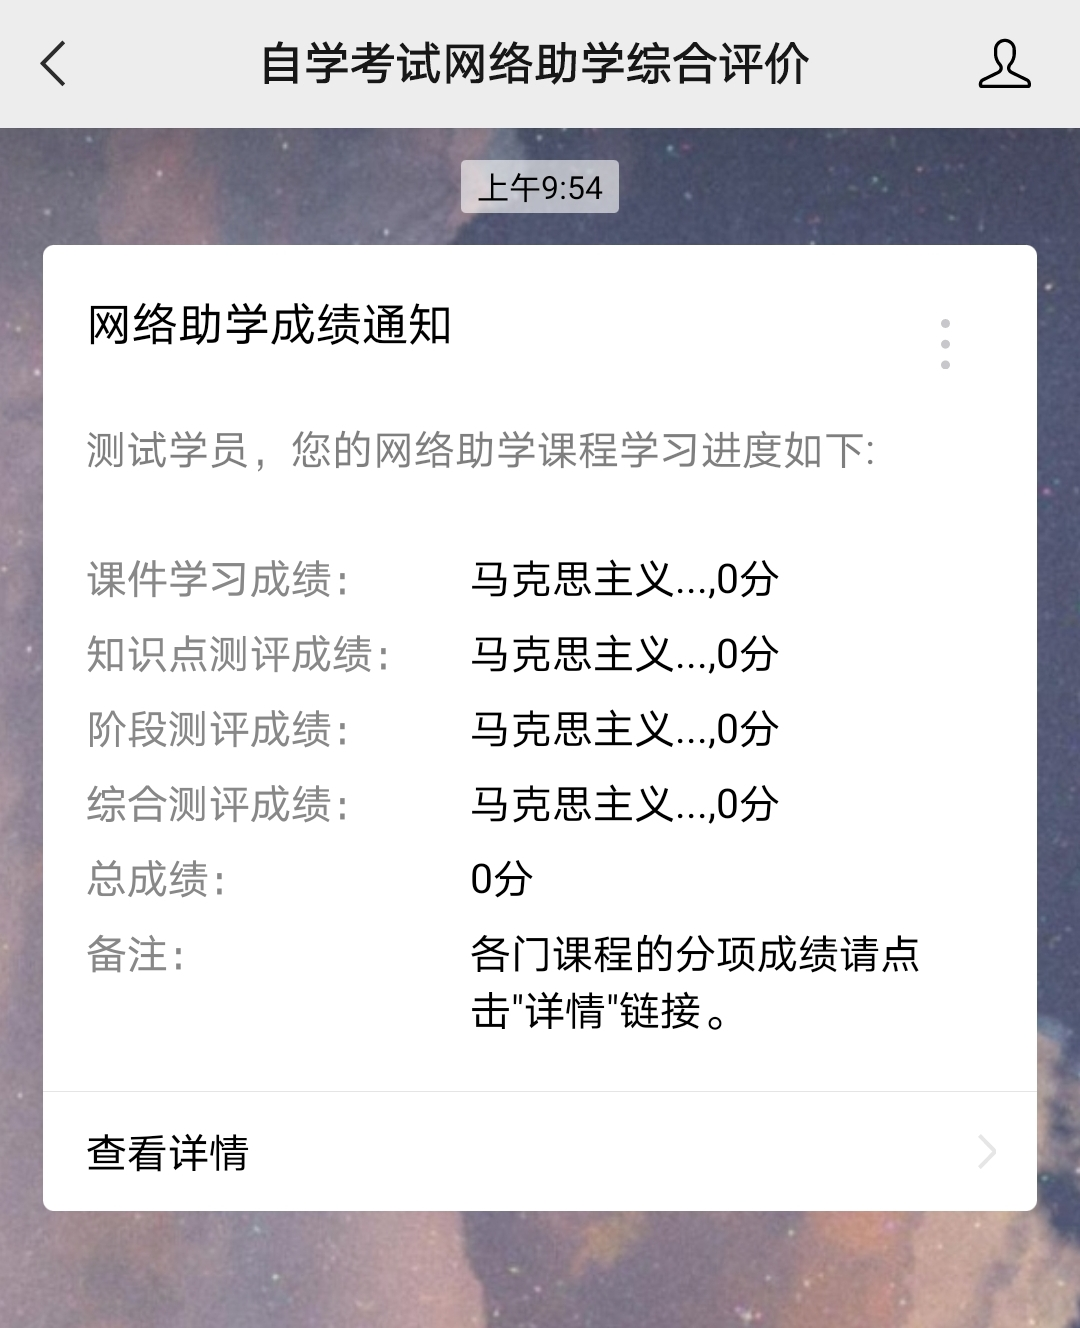 自学考试网络助学综合评价
上午9:54
网络助学成绩通知
测试学员，您的网络助学课程学习进度如下:
课件学习成绩: 马克思主义...,0分
知识点测评成绩: 马克思主义...,0分
阶段测评成绩: 马克思主义...,0分
综合测评成绩: 马克思主义...,0分
总成绩: 0分
备注: 各门课程的分项成绩请点
击"详情"链接。
查看详情